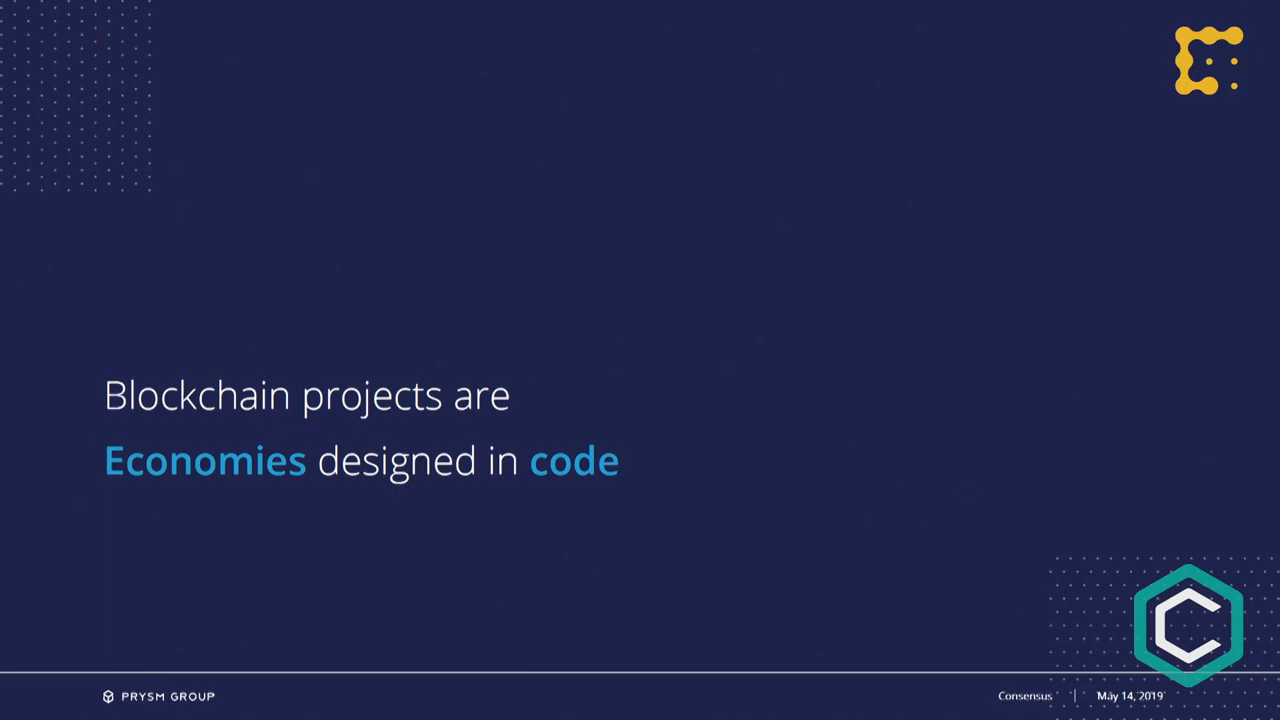 Blockchain projects are
Economies designed in code
PRYSM GROUP
Consensus | May 14, 2019